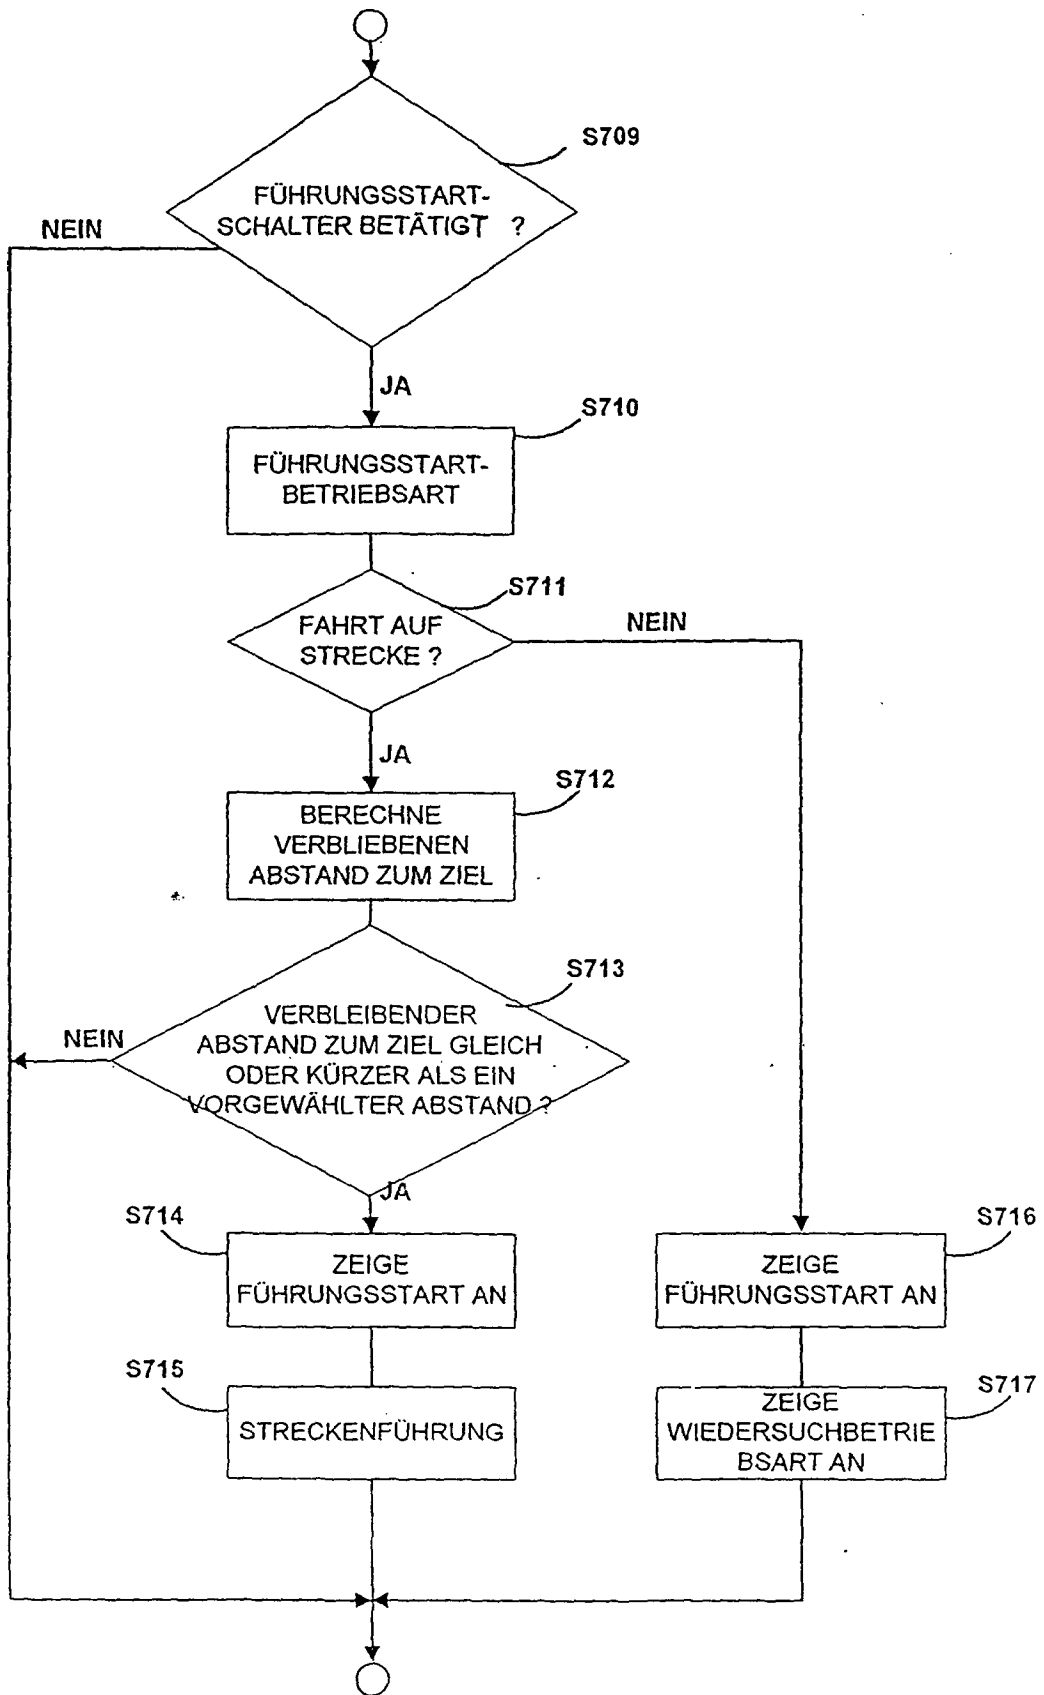 S709
FÜHRUNGSSTART-
SCHALTER BETÄTIGT ?
NEIN
JA
S710
FÜHRUNGSSTART-
BETRIEBSART
S711
FAHRT AUF
STRECKE ?
NEIN
JA
S712
BERECHNE
VERBLIEBENEN
ABSTAND ZUM ZIEL
S713
VERBLEIBENDER
ABSTAND ZUM ZIEL GLEICH
ODER KÜRZER ALS EIN
VORGEWÄHLTER ABSTAND ?
NEIN
JA
S714
ZEIGE
FÜHRUNGSSTART AN
S716
ZEIGE
FÜHRUNGSSTART AN
S715
STRECKENFÜHRUNG
S717
ZEIGE
WIEDERSUCHBETRIE
BSART AN